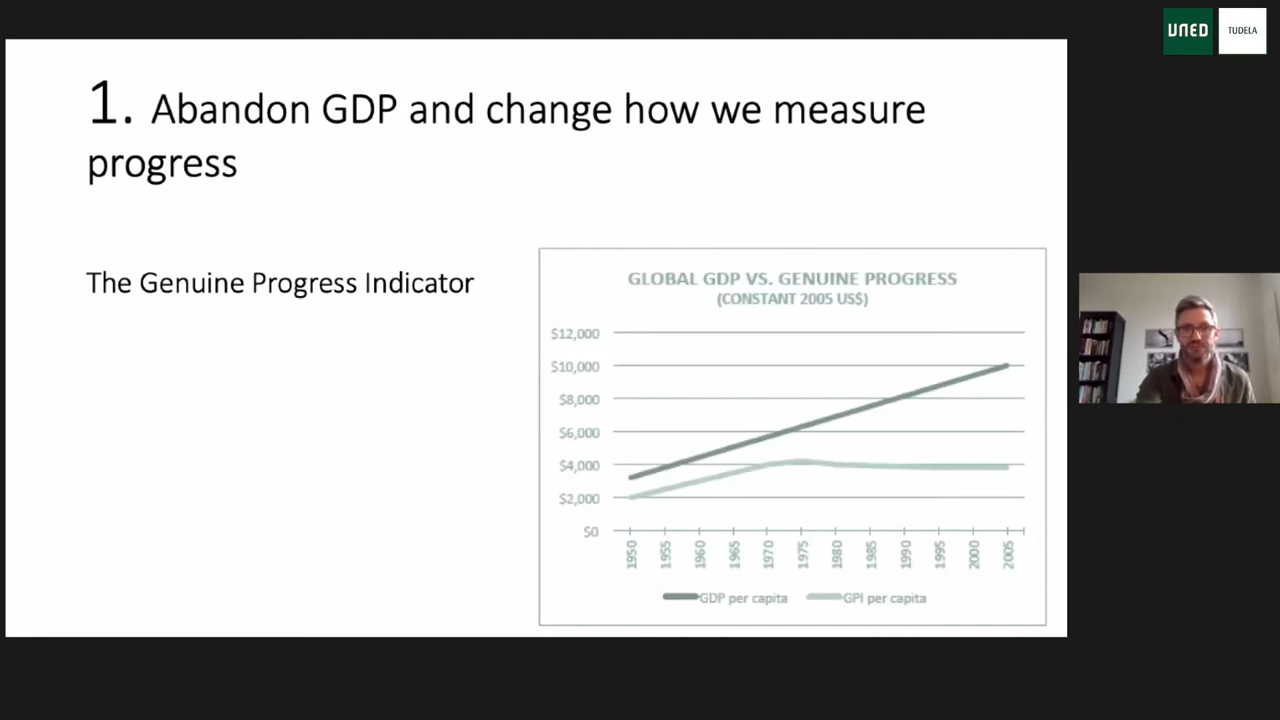 UNED
TUDELA
1. Abandon GDP and change how we measure
progress
The Genuine Progress Indicator
GLOBAL GDP VS. GENUINE PROGRESS
(CONSTANT 2005 US$)
$12,000
$10,000
$8,000
$6,000
$4,000
$2,000
$0
1950 1955 1960 1965 1970 1975 1980 1985 1990 1995 2000 2005
GDP per capita GPI per capita